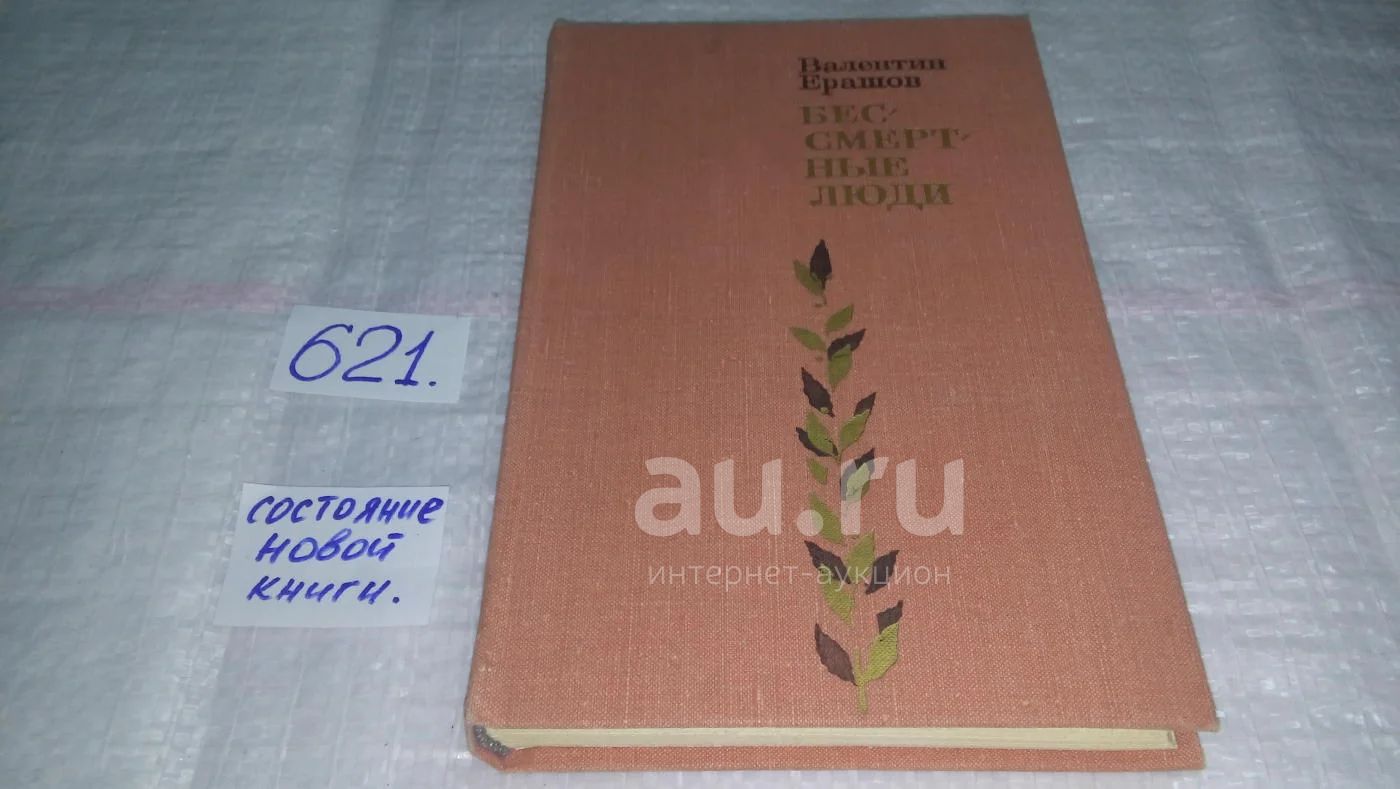 Валентин
Ерашов
БЕС-
СМЕРТ-
НЫЕ
ЛЮДИ
621.
состояние
новой
книги.
au.ru
интернет-аукцион